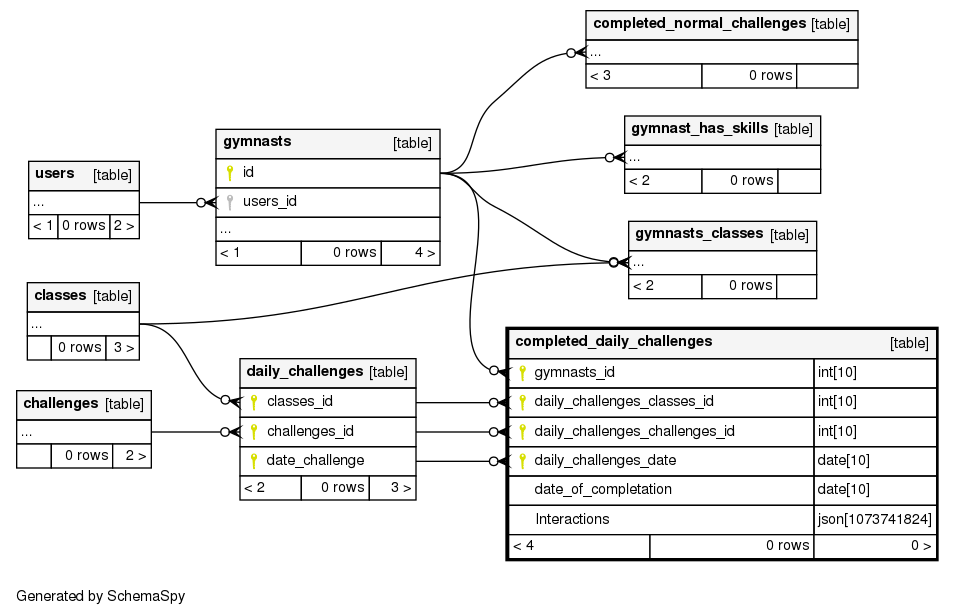 completed_normal_challenges [table]
...
< 3 0 rows
gymnast_has_skills [table]
...
< 2 0 rows
gymnasts [table]
id
users_id
...
< 1 0 rows 4 >
users [table]
...
< 1 0 rows 2 >
gymnasts_classes [table]
...
< 2 0 rows
classes [table]
...
0 rows 3 >
completed_daily_challenges [table]
gymnasts_id int[10]
daily_challenges_classes_id int[10]
daily_challenges_challenges_id int[10]
daily_challenges_date date[10]
date_of_completation date[10]
Interactions json[1073741824]
< 4 0 rows 0 >
daily_challenges [table]
classes_id
challenges_id
date_challenge
< 2 0 rows 3 >
challenges [table]
...
0 rows 2 >
Generated by SchemaSpy